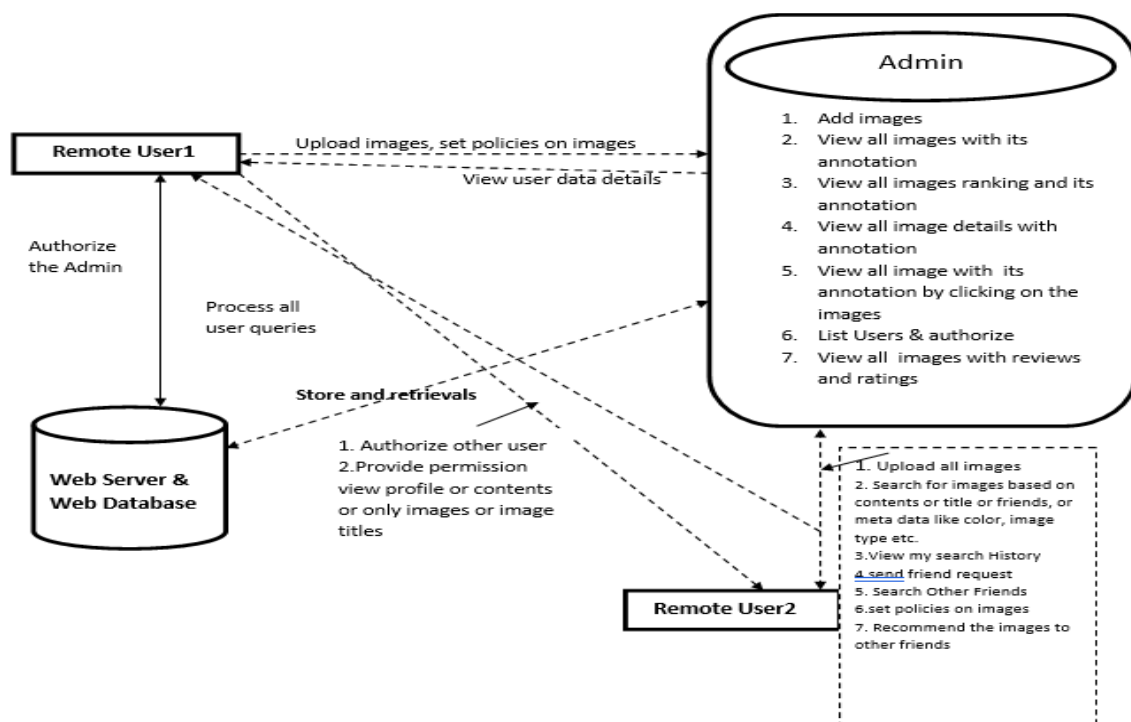 Admin
1. Add images
2. View all images with its
annotation
3. View all images ranking and its
annotation
4. View all image details with
annotation
5. View all image with its
annotation by clicking on the
images
6. List Users & authorize
7. View all images with reviews
and ratings
Remote User1
Upload images, set policies on images
View user data details
Authorize
the Admin
Process all
user queries
Store and retrievals
1. Authorize other user
2.Provide permission
view profile or contents
or only images or image
titles
Web Server &
Web Database
Remote User2
1. Upload all images
2. Search for images based on
contents or title or friends, or
meta data like color, image
type etc.
3.View my search History
4.send friend request
5. Search Other Friends
6.set policies on images
7. Recommend the images to
other friends